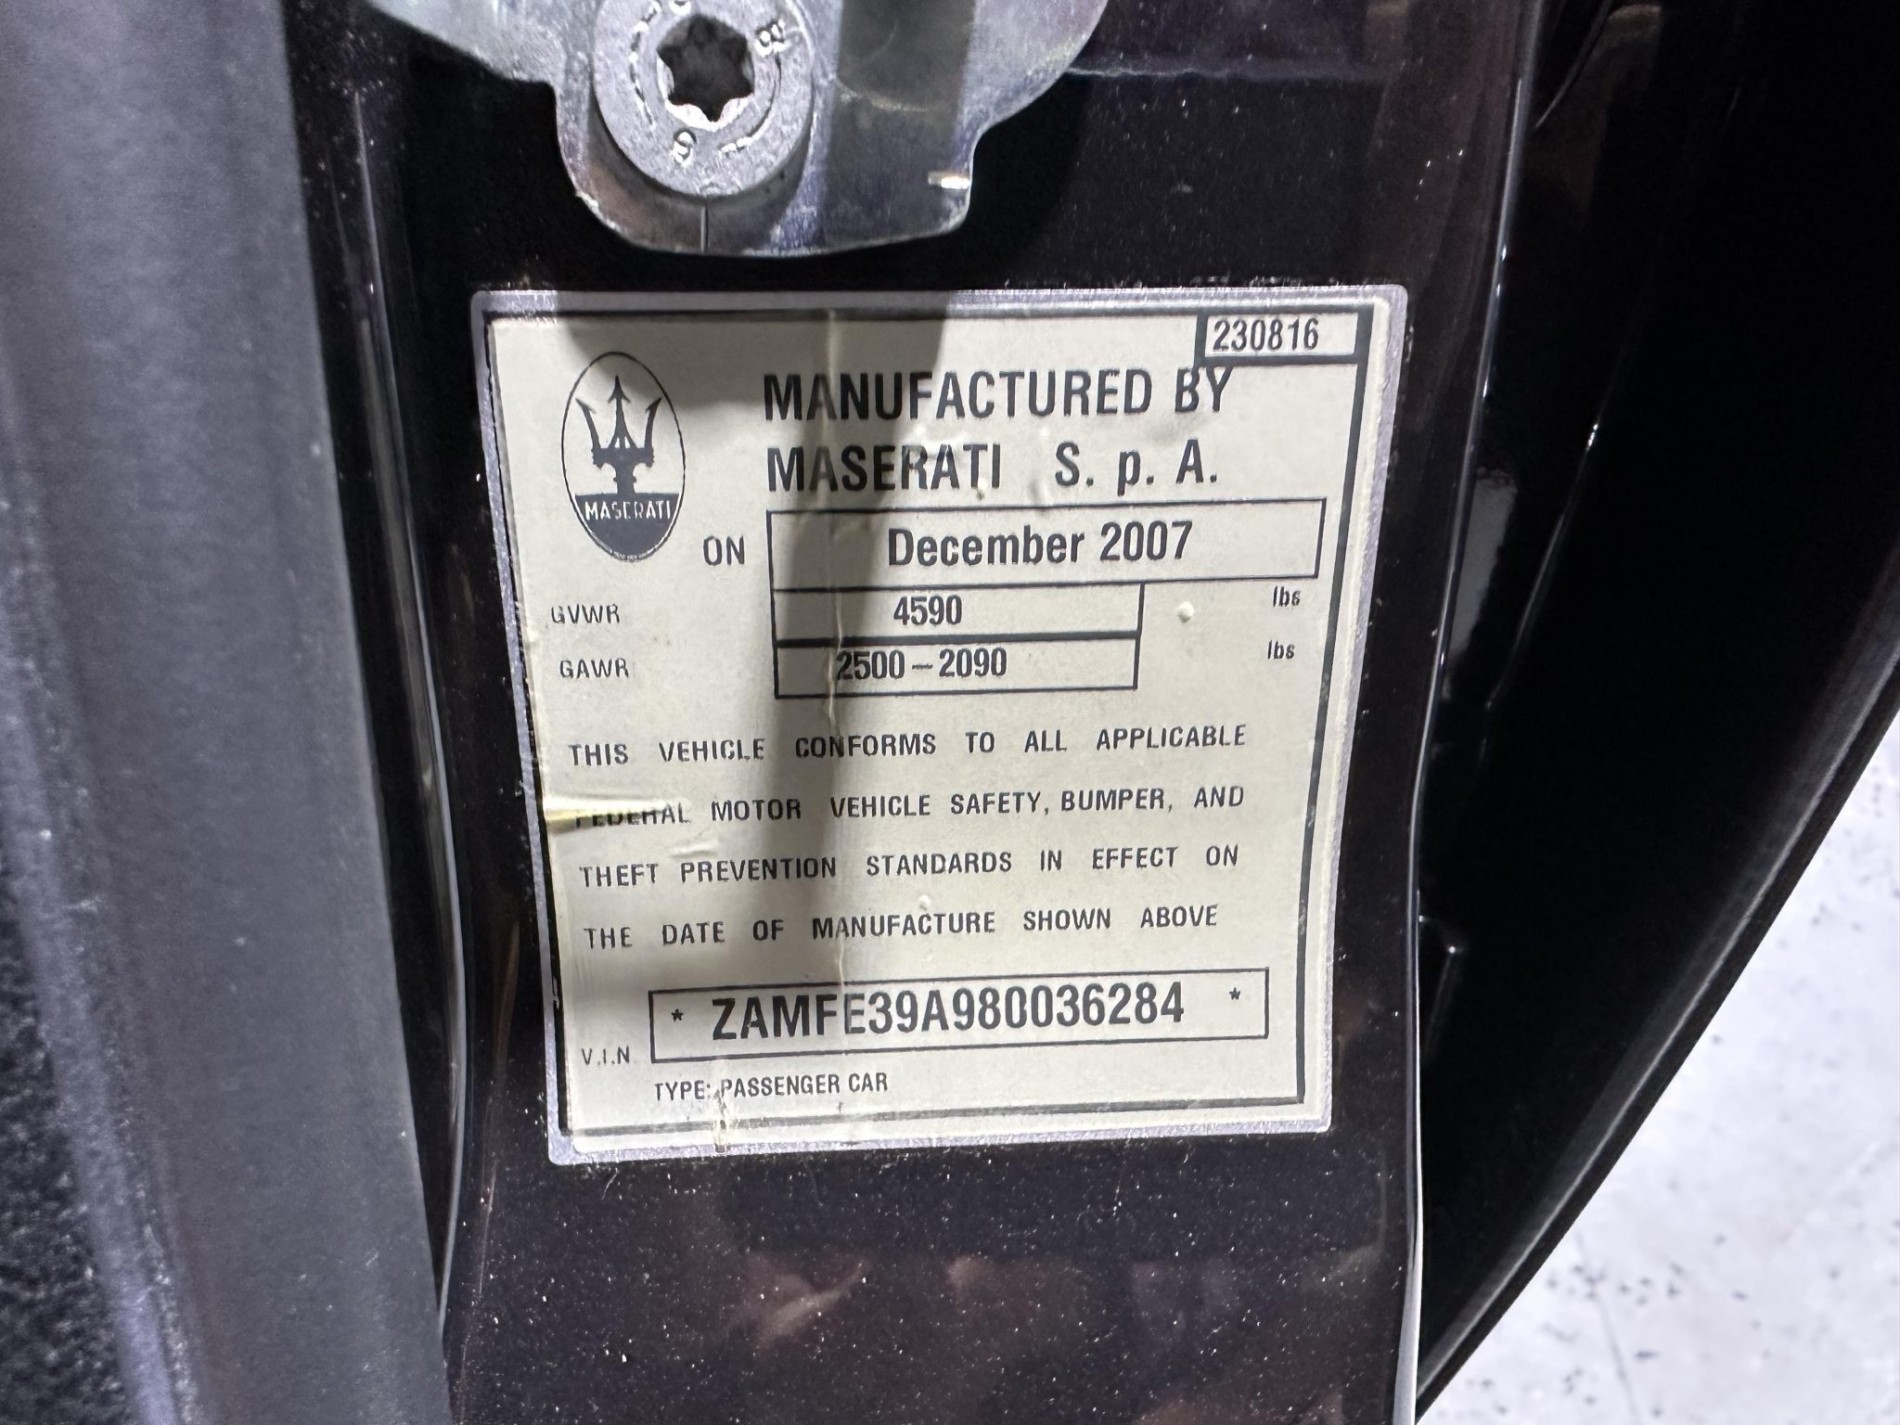 8
8
230816
MANUFACTURED BY
MASERATI S. p. A.
MASERATI
ON December 2007
GVWR 4590 lbs
GAWR 2500-2090 lbs
THIS VEHICLE CONFORMS TO ALL APPLICABLE
FEDERAL MOTOR VEHICLE SAFETY, BUMPER, AND
THEFT PREVENTION STANDARDS IN EFFECT ON
THE DATE OF MANUFACTURE SHOWN ABOVE
V.I.N * ZAMFE39A980036284 *
TYPE: PASSENGER CAR